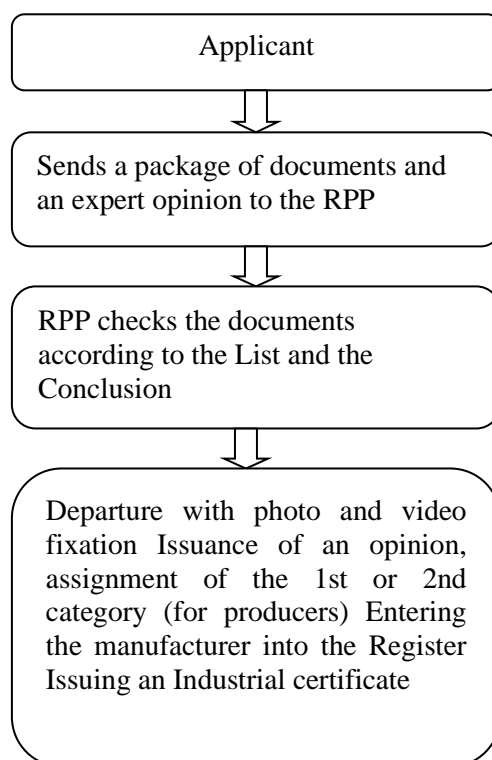 Applicant
Sends a package of documents and
an expert opinion to the RPP
RPP checks the documents
according to the List and the
Conclusion
Departure with photo and video
fixation Issuance of an opinion,
assignment of the 1st or 2nd
category (for producers) Entering
the manufacturer into the Register
Issuing an Industrial certificate